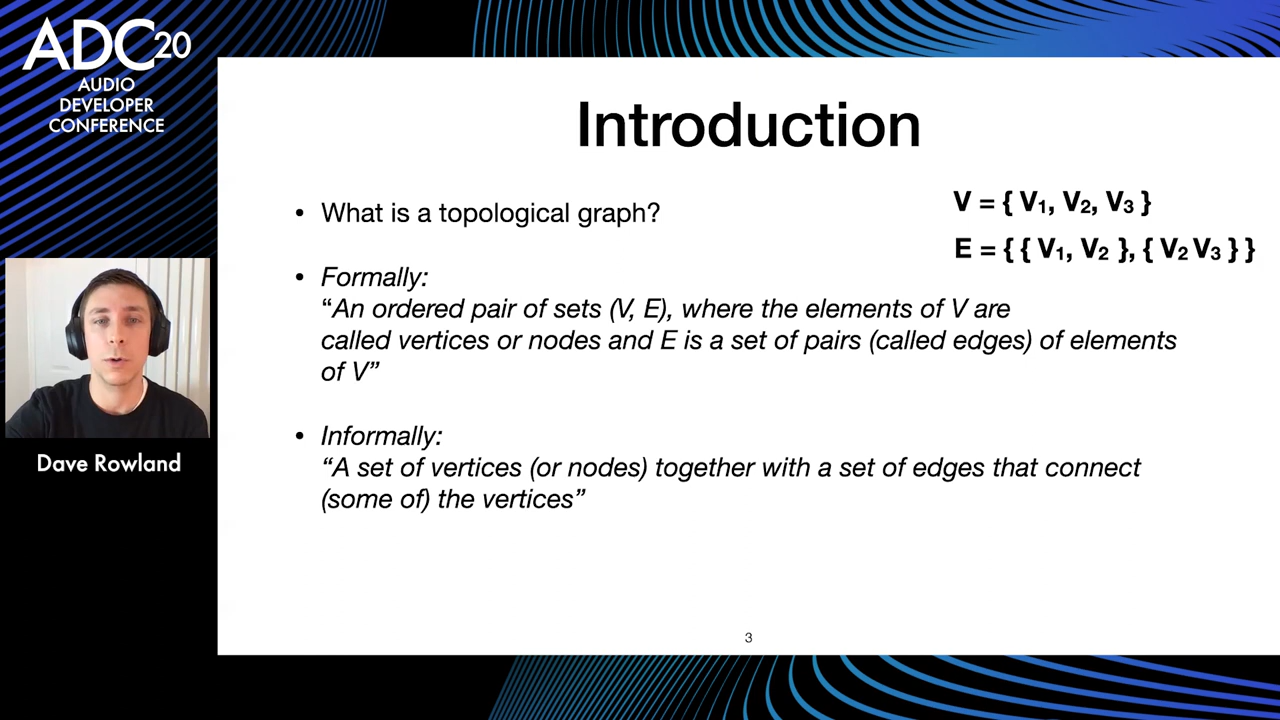 ADC20
AUDIO
DEVELOPER
CONFERENCE
Dave Rowland
Introduction
• What is a topological graph?
V = { V₁, V₂, V₃ }
E = { { V₁, V₂ }, { V₂ V₃ } }
• Formally:
“An ordered pair of sets (V, E), where the elements of V are
called vertices or nodes and E is a set of pairs (called edges) of elements
of V”
• Informally:
“A set of vertices (or nodes) together with a set of edges that connect
(some of) the vertices”
3